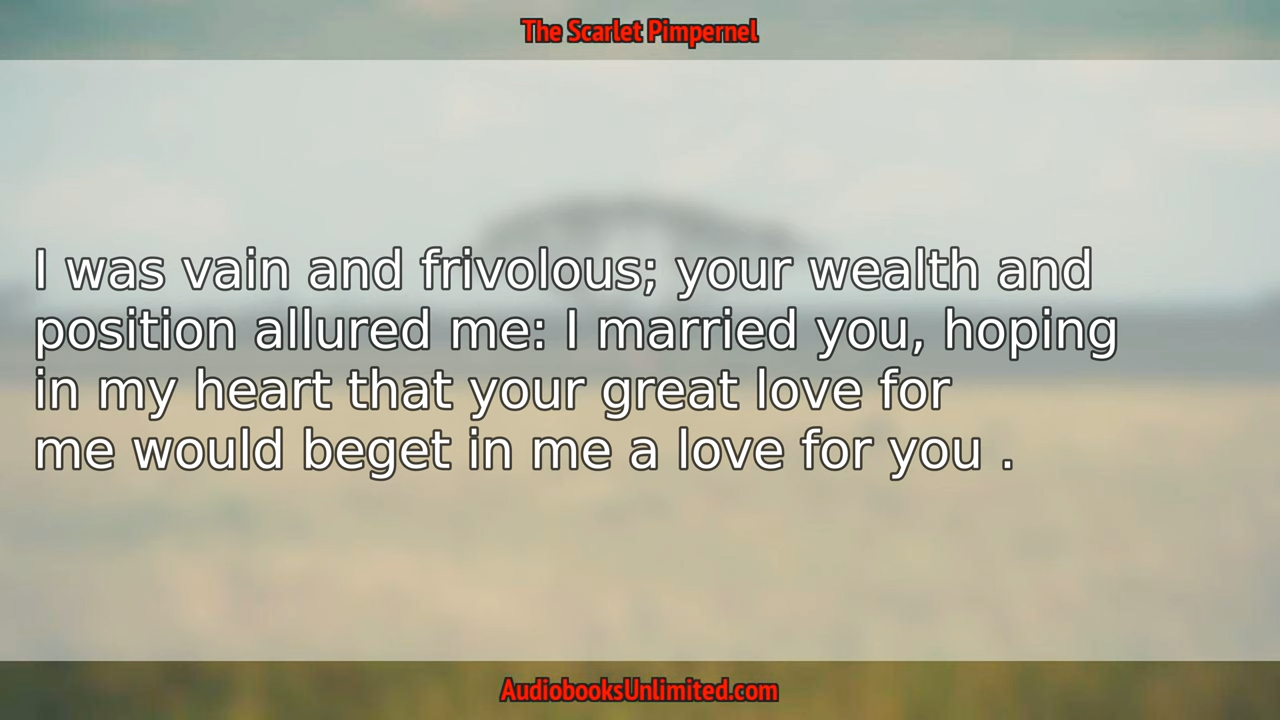 The Scarlet Pimpernel
I was vain and frivolous; your wealth and
position allured me: I married you, hoping
in my heart that your great love for
me would beget in me a love for you .
AudiobooksUnlimited.com